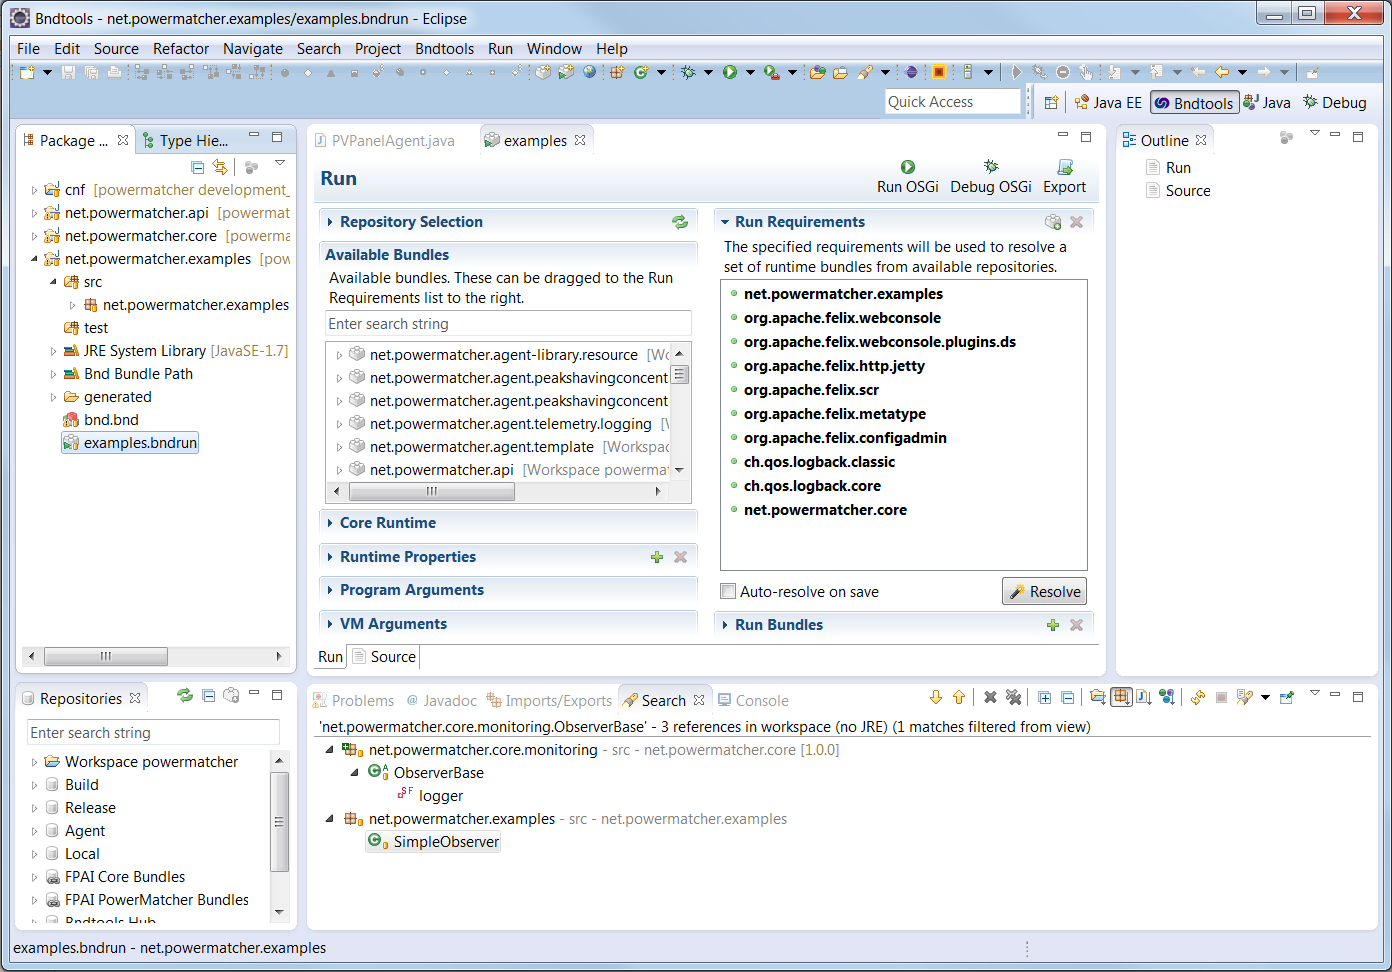 Bndtools - net.powermatcher.examples/examples.bndrun - Eclipse
File Edit Source Refactor Navigate Search Project Bndtools Run Window Help
Quick Access
Java EE Bndtools Java Debug
Package ... Type Hie...
cnf [powermatcher development_
net.powermatcher.api [powermat
net.powermatcher.core [powerma
net.powermatcher.examples [pow
src
net.powermatcher.examples
test
JRE System Library [JavaSE-1.7]
Bnd Bundle Path
generated
bnd.bnd
examples.bndrun
PVPanelAgent.java examples
Run
Run OSGi Debug OSGi Export
Repository Selection
Available Bundles
Available bundles. These can be dragged to the Run
Requirements list to the right.
Enter search string
net.powermatcher.agent-library.resource [Wo
net.powermatcher.agent.peakshavingconcent
net.powermatcher.agent.peakshavingconcent
net.powermatcher.agent.telemetry.logging [W
net.powermatcher.agent.template [Workspac
net.powermatcher.api [Workspace powermat
Core Runtime
Runtime Properties
Program Arguments
VM Arguments
Run Requirements
The specified requirements will be used to resolve a
set of runtime bundles from available repositories.
net.powermatcher.examples
org.apache.felix.webconsole
org.apache.felix.webconsole.plugins.ds
org.apache.felix.http.jetty
org.apache.felix.scr
org.apache.felix.metatype
org.apache.felix.configadmin
ch.qos.logback.classic
ch.qos.logback.core
net.powermatcher.core
Auto-resolve on save Resolve
Run Bundles
Run Source
Outline
Run
Source
Repositories
Enter search string
Workspace powermatcher
Build
Release
Agent
Local
FPAI Core Bundles
FPAI PowerMatcher Bundles
Bndtools Hub
Problems @ Javadoc Imports/Exports Search Console
'net.powermatcher.core.monitoring.ObserverBase' - 3 references in workspace (no JRE) (1 matches filtered from view)
net.powermatcher.core.monitoring - src - net.powermatcher.core [1.0.0]
ObserverBase
logger
net.powermatcher.examples - src - net.powermatcher.examples
SimpleObserver
examples.bndrun - net.powermatcher.examples